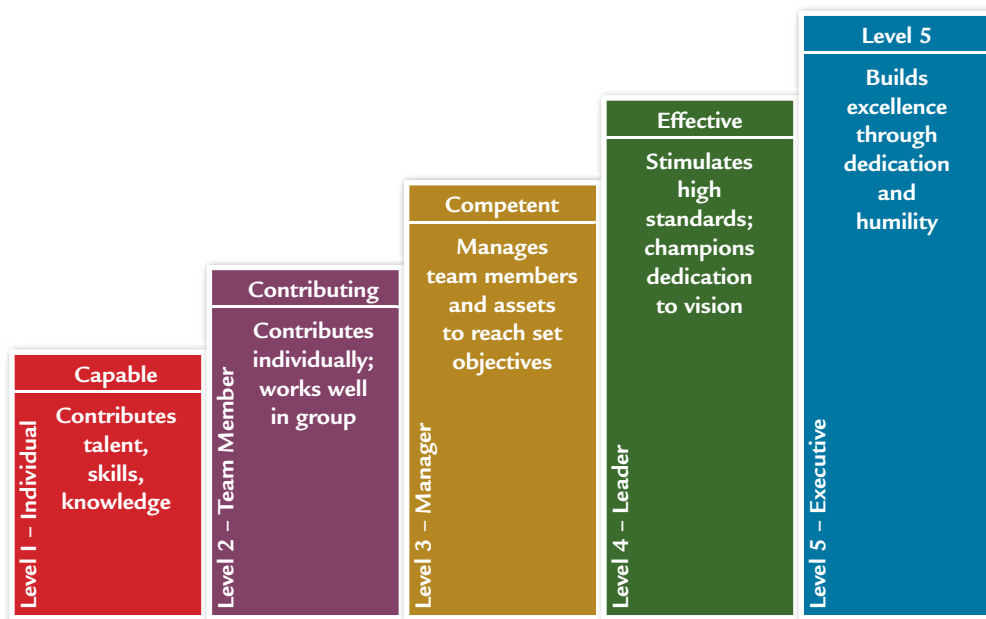 Capable
Contributes
talent,
skills,
knowledge
Level 1 – Individual
Contributing
Contributes
individually;
works well
in group
Level 2 – Team Member
Competent
Manages
team members
and assets
to reach set
objectives
Level 3 – Manager
Effective
Stimulates
high
standards;
champions
dedication
to vision
Level 4 – Leader
Level 5
Builds
excellence
through
dedication
and
humility
Level 5 – Executive